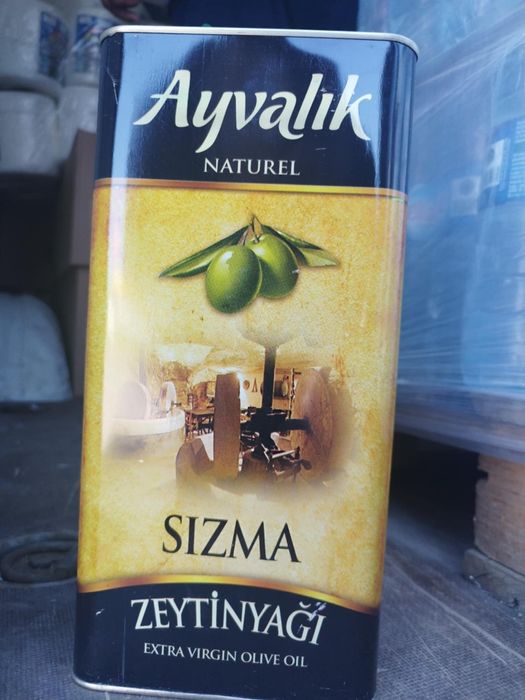 Ayvalık
NATUREL
SIZMA
ZEYTİNYAĞI
EXTRA VIRGIN OLIVE OIL